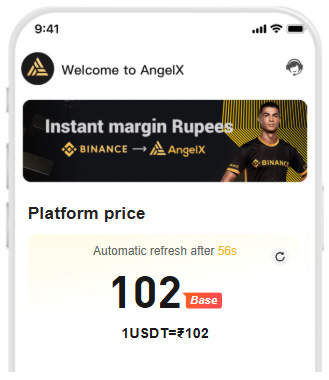 9:41
Welcome to AngelX
Instant margin Rupees
BINANCE → AngelX
BINANCE
Platform price
Automatic refresh after 56s
102 Base
1USDT=₹102